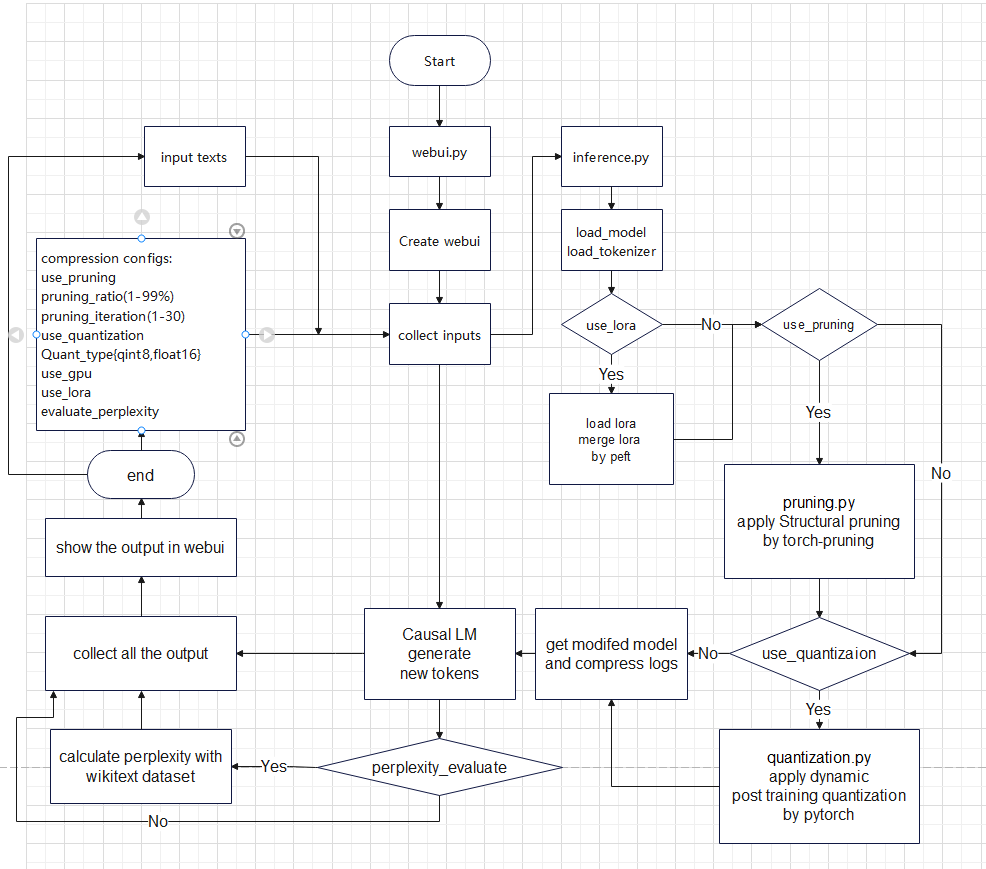 Start
webui.py
Create webui
collect inputs
input texts
compression configs:
use_pruning
pruning_ratio(1-99%)
pruning_iteration(1-30)
use_quantization
Quant_type{qint8,float16}
use_gpu
use_lora
evaluate_perplexity
inference.py
load_model
load_tokenizer
use_lora
No
Yes
load lora
merge lora
by peft
use_pruning
Yes
No
pruning.py
apply Structural pruning
by torch-pruning
use_quantizaion
No
Yes
quantization.py
apply dynamic
post training quantization
by pytorch
get modifed model
and compress logs
Causal LM
generate
new tokens
perplexity_evaluate
Yes
No
calculate perplexity with
wikitext dataset
collect all the output
show the output in webui
end